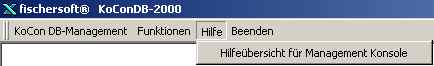 fischersoft® KoConDB-2000
KoCon DB-Management Funktionen Hilfe Beenden
Hilfeübersicht für Management Konsole